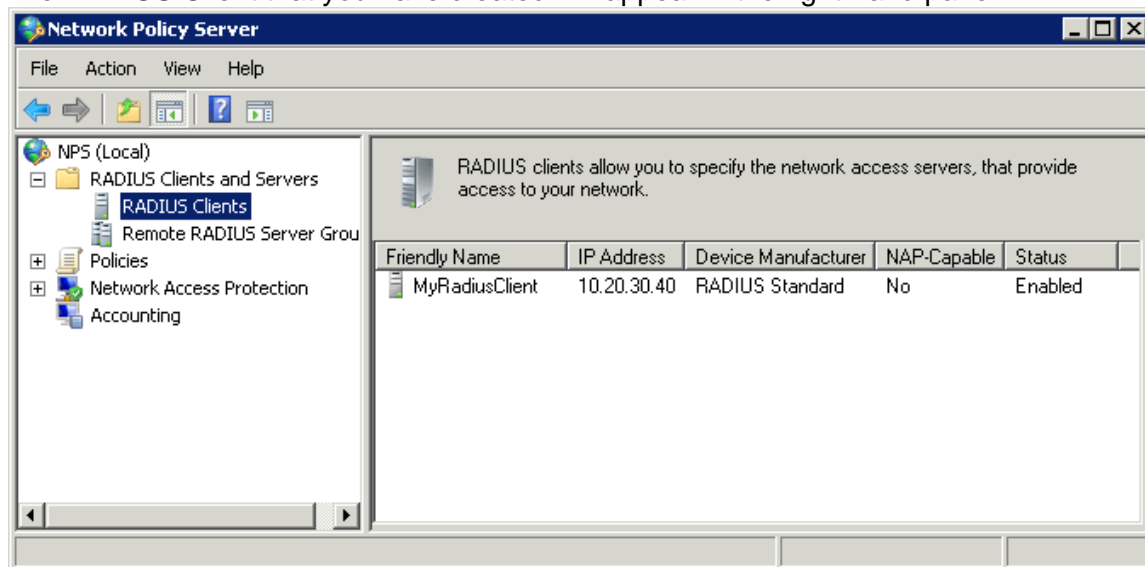 Network Policy Server
File Action View Help
NPS (Local)
RADIUS Clients and Servers
RADIUS Clients
Remote RADIUS Server Grou
Policies
Network Access Protection
Accounting
RADIUS clients allow you to specify the network access servers, that provide
access to your network.
Friendly Name IP Address Device Manufacturer NAP-Capable Status
MyRadiusClient 10.20.30.40 RADIUS Standard No Enabled